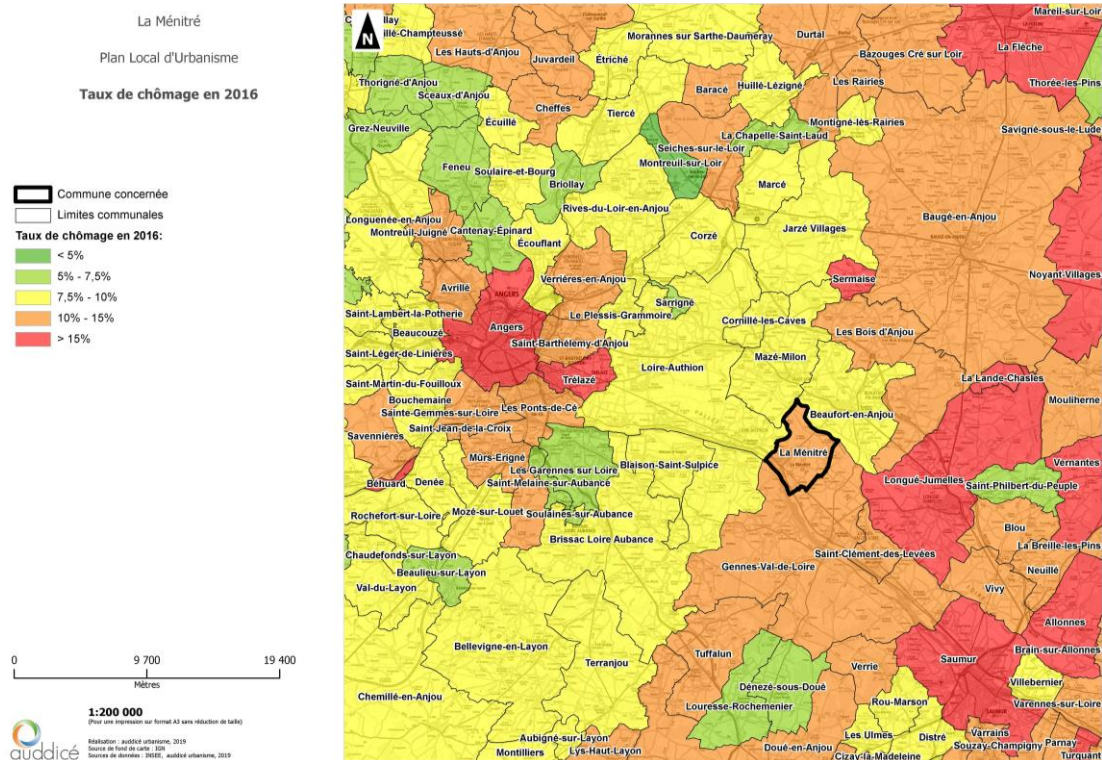 La Ménitré
Plan Local d'Urbanisme
Taux de chômage en 2016
Commune concernée
Limites communales
Taux de chômage en 2016:
< 5%
5% - 7,5%
7,5% - 10%
10% - 15%
> 15%
0 9 700 19 400
Mètres
1:200 000
(Pour une impression sur format A3 sans réduction de taille)
Réalisation : auddicé urbanisme, 2019
Source de fond de carte : IGN
Sources de données : INSEE, auddicé urbanisme, 2019
auddicé
N
Mareil-sur-Loir
Les Hauts-d'Anjou
Juvardeil
Morannes sur Sarthe-Daumeray
Étriché
Durtal
Bazouges Cré sur Loir
La Flèche
Thorigné-d'Anjou
Sceaux-d'Anjou
Cheffes
Baracé
Huillé-Lézigné
Les Rairies
Thorée-les-Pins
Écuillé
Tiercé
Montigné-lès-Rairies
Grez-Neuville
La Chapelle-Saint-Laud
Savigné-sous-le-Lude
Seiches-sur-le-Loir
Feneu
Soulaire-et-Bourg
Montreuil-sur-Loir
Briollay
Marcé
Rives-du-Loir-en-Anjou
Longuenée-en-Anjou
Montreuil-Juigné
Cantenay-Épinard
Écouflant
Corzé
Jarzé Villages
Baugé-en-Anjou
Verrières-en-Anjou
Sermaise
Noyant-Villages
Avrillé
ANGERS
Sarrigné
Saint-Lambert-la-Potherie
Le Plessis-Grammoire
Cornillé-les-Caves
Beaucouzé
Angers
Les Bois d'Anjou
Saint-Barthélemy-d'Anjou
Saint-Léger-de-Linières
Mazé-Milon
Trélazé
Loire-Authion
La Lande-Chasles
Saint-Martin-du-Fouilloux
Bouchemaine
Mouliherne
Sainte-Gemmes-sur-Loire
Les Ponts-de-Cé
Beaufort-en-Anjou
Saint-Jean-de-la-Croix
Savennières
La Ménitré
Mûrs-Erigné
Blaison-Saint-Sulpice
Vernantes
Les Garennes sur Loire
Béhuard
Denée
Saint-Melaine-sur-Aubance
Longué-Jumelles
Saint-Philbert-du-Peuple
Mozé-sur-Louet
Soulaines-sur-Aubance
Rochefort-sur-Loire
Blou
Brissac Loire Aubance
La Breille-les-Pins
Chaudefonds-sur-Layon
Saint-Clément-des-Levées
Beaulieu-sur-Layon
Gennes-Val-de-Loire
Neuillé
Val-du-Layon
Vivy
Allonnes
Bellevigne-en-Layon
Tuffalun
Brain-sur-Allonnes
Terranjou
Verrie
Saumur
Dénezé-sous-Doué
Villebernier
Chemillé-en-Anjou
Rou-Marson
Louresse-Rochemenier
Varennes-sur-Loire
Aubigné-sur-Layon
Les Ulmes
Distré
Varrains
Montilliers
Lys-Haut-Layon
Doué-en-Anjou
Souzay-Champigny
Parnay
Cizay-la-Madeleine
Turquant